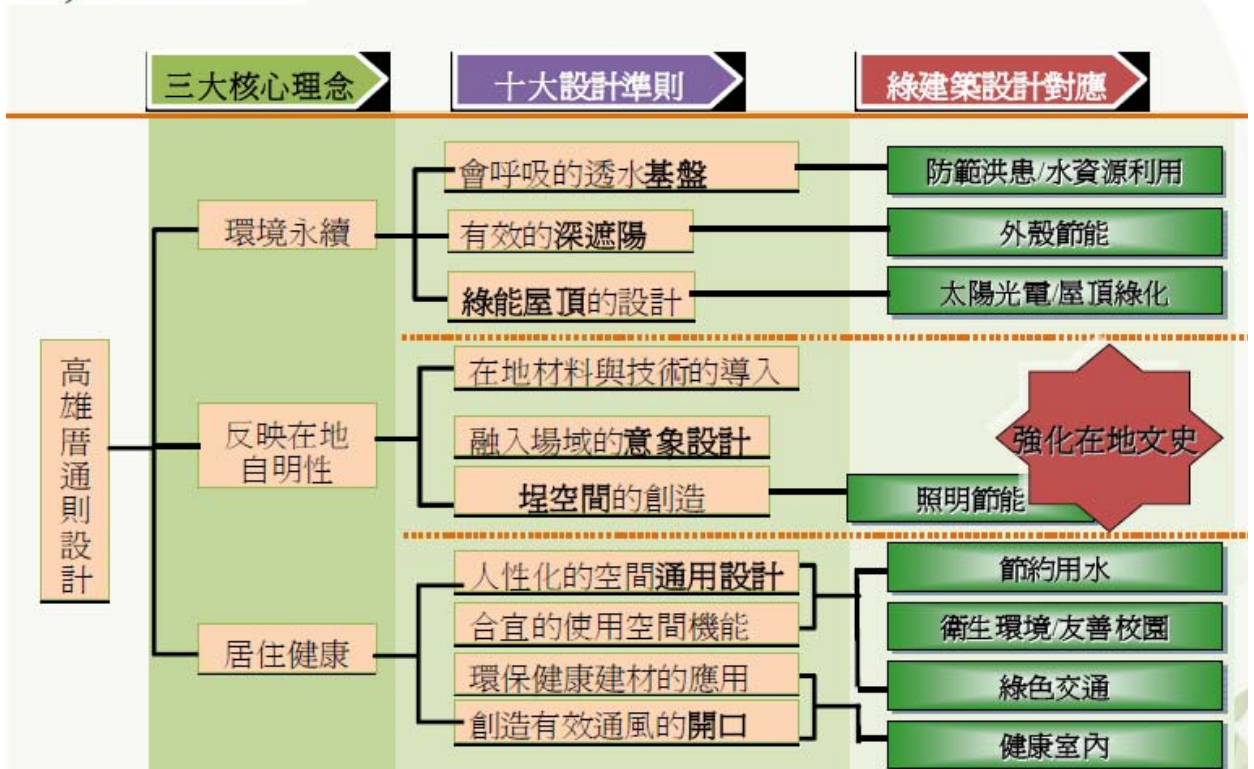 三大核心理念
十大設計準則
綠建築設計對應
高雄厝通則設計
環境永續
會呼吸的透水基盤
防範洪患/水資源利用
有效的深遮陽
外殼節能
綠能屋頂的設計
太陽光電/屋頂綠化
反映在地
自明性
在地材料與技術的導入
融入場域的意象設計
埕空間的創造
照明節能
強化在地文史
居住健康
人性化的空間通用設計
合宜的使用空間機能
環保健康建材的應用
創造有效通風的開口
節約用水
衛生環境/友善校園
綠色交通
健康室內